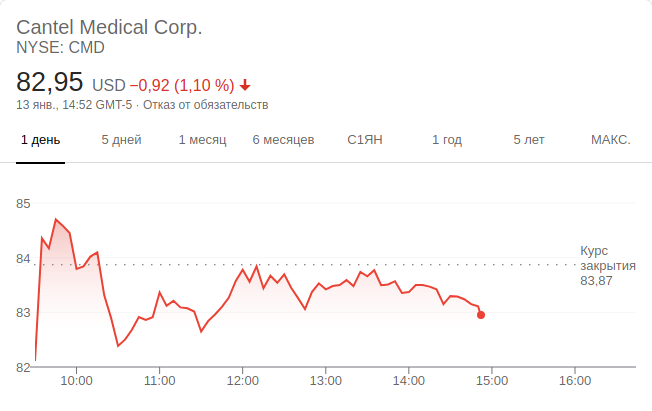 Cantel Medical Corp.
NYSE: CMD
82,95 USD −0,92 (1,10 %)
13 янв., 14:52 GMT-5 · Отказ от обязательств
1 день 5 дней 1 месяц 6 месяцев С1ЯН 1 год 5 лет МАКС.
85
84
83
82
Курс
закрытия
83,87
10:00 11:00 12:00 13:00 14:00 15:00 16:00